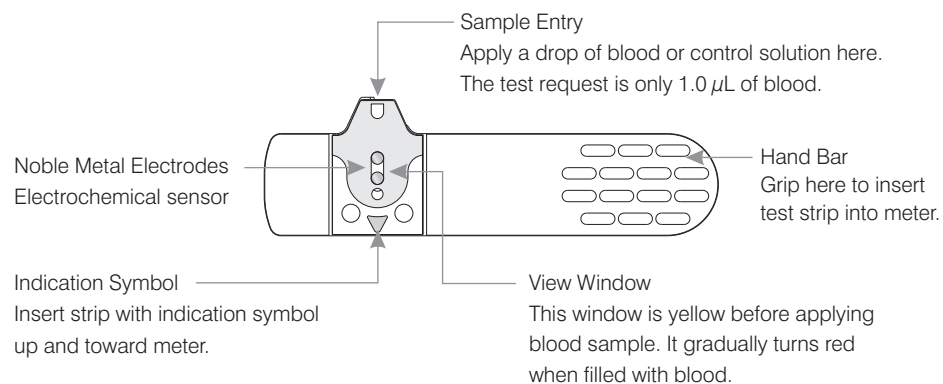 Sample Entry
Apply a drop of blood or control solution here.
The test request is only 1.0 µL of blood.
Noble Metal Electrodes
Electrochemical sensor
Hand Bar
Grip here to insert
test strip into meter.
Indication Symbol
Insert strip with indication symbol
up and toward meter.
View Window
This window is yellow before applying
blood sample. It gradually turns red
when filled with blood.